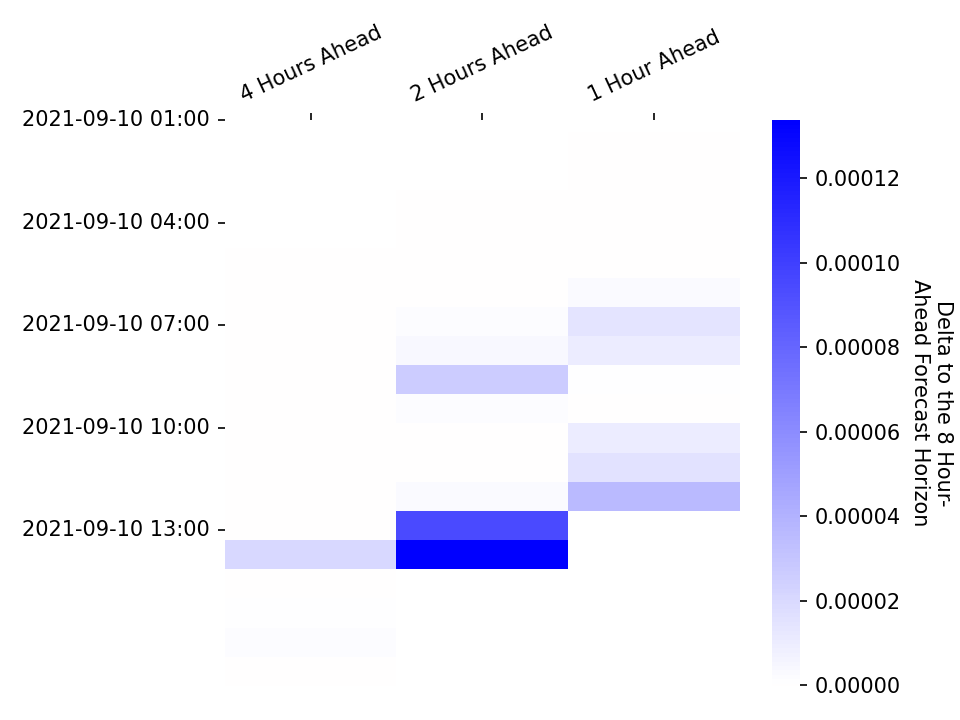 4 Hours Ahead
2 Hours Ahead
1 Hour Ahead
2021-09-10 01:00
2021-09-10 04:00
2021-09-10 07:00
2021-09-10 10:00
2021-09-10 13:00
0.00012
0.00010
0.00008
0.00006
0.00004
0.00002
0.00000
Delta to the 8 Hour-
Ahead Forecast Horizon